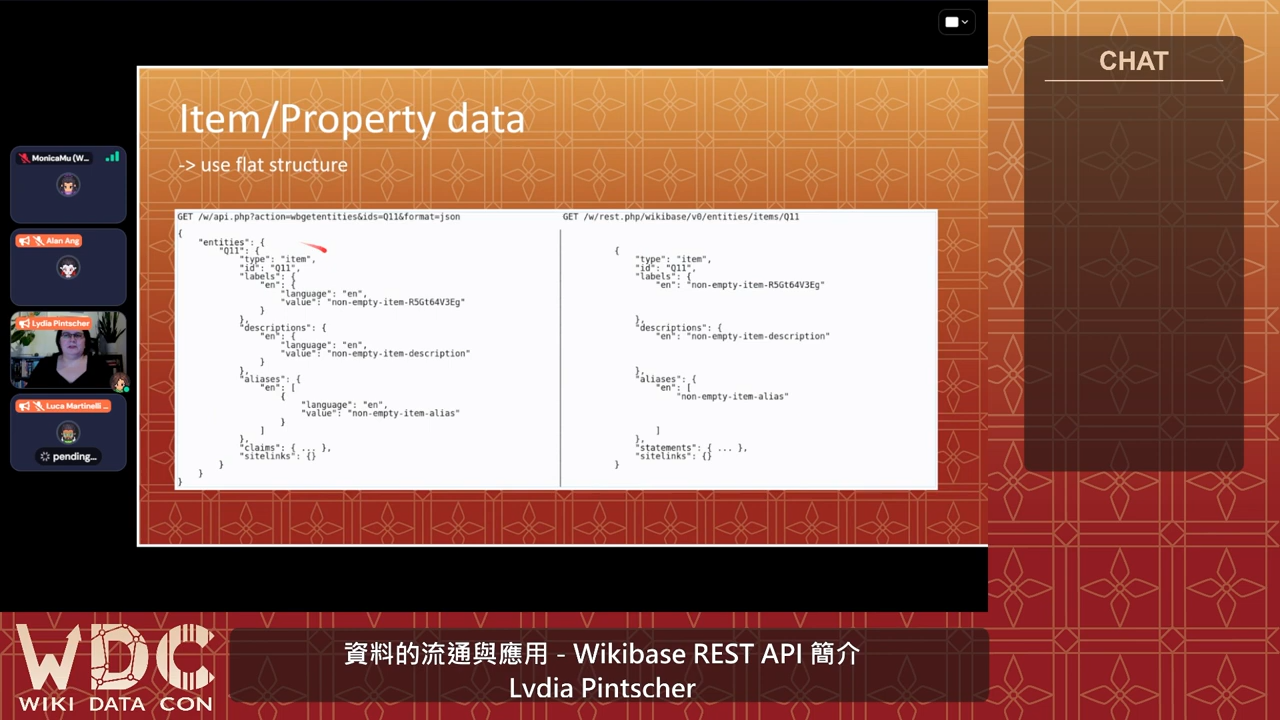 CHAT
Item/Property data
-> use flat structure
MonicaMu (W...
Alan Ang
Lydia Pintscher
Luca Martinelli ...
pending...
GET /w/api.php?action=wbgetentities&ids=Q11&format=json
{
"entities": {
"Q11": {
"type": "item",
"id": "Q11",
"labels": {
"en": {
"language": "en",
"value": "non-empty-item-R5Gt64V3Eg"
}
},
"descriptions": {
"en": {
"language": "en",
"value": "non-empty-item-description"
}
},
"aliases": {
"en": [
{
"language": "en",
"value": "non-empty-item-alias"
}
]
},
"claims": { ... },
"sitelinks": {}
}
}
}
GET /w/rest.php/wikibase/v0/entities/items/Q11
{
"type": "item",
"id": "Q11",
"labels": {
"en": "non-empty-item-R5Gt64V3Eg"
},
"descriptions": {
"en": "non-empty-item-description"
},
"aliases": {
"en": [
"non-empty-item-alias"
]
},
"statements": { ... },
"sitelinks": {}
}
WDC
WIKI DATA CON
資料的流通與應用 - Wikibase REST API 簡介
Lydia Pintscher